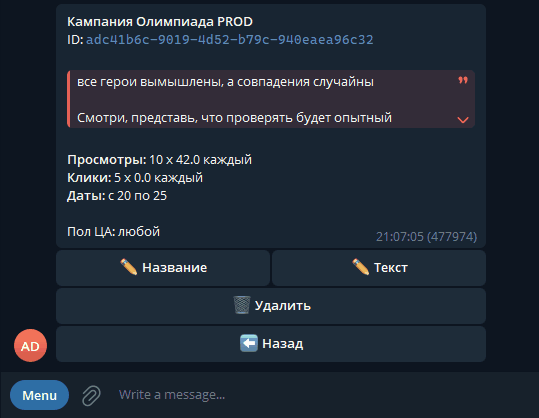 Кампания Олимпиада PROD
ID: adc41b6c-9019-4d52-b79c-940eaea96c32
все герои вымышлены, а совпадения случайны
Смотри, представь, что проверять будет опытный
Просмотры: 10 x 42.0 каждый
Клики: 5 x 0.0 каждый
Даты: с 20 по 25
Пол ЦА: любой
21:07:05 (477974)
Название
Текст
Удалить
Назад
AD
Menu
Write a message...